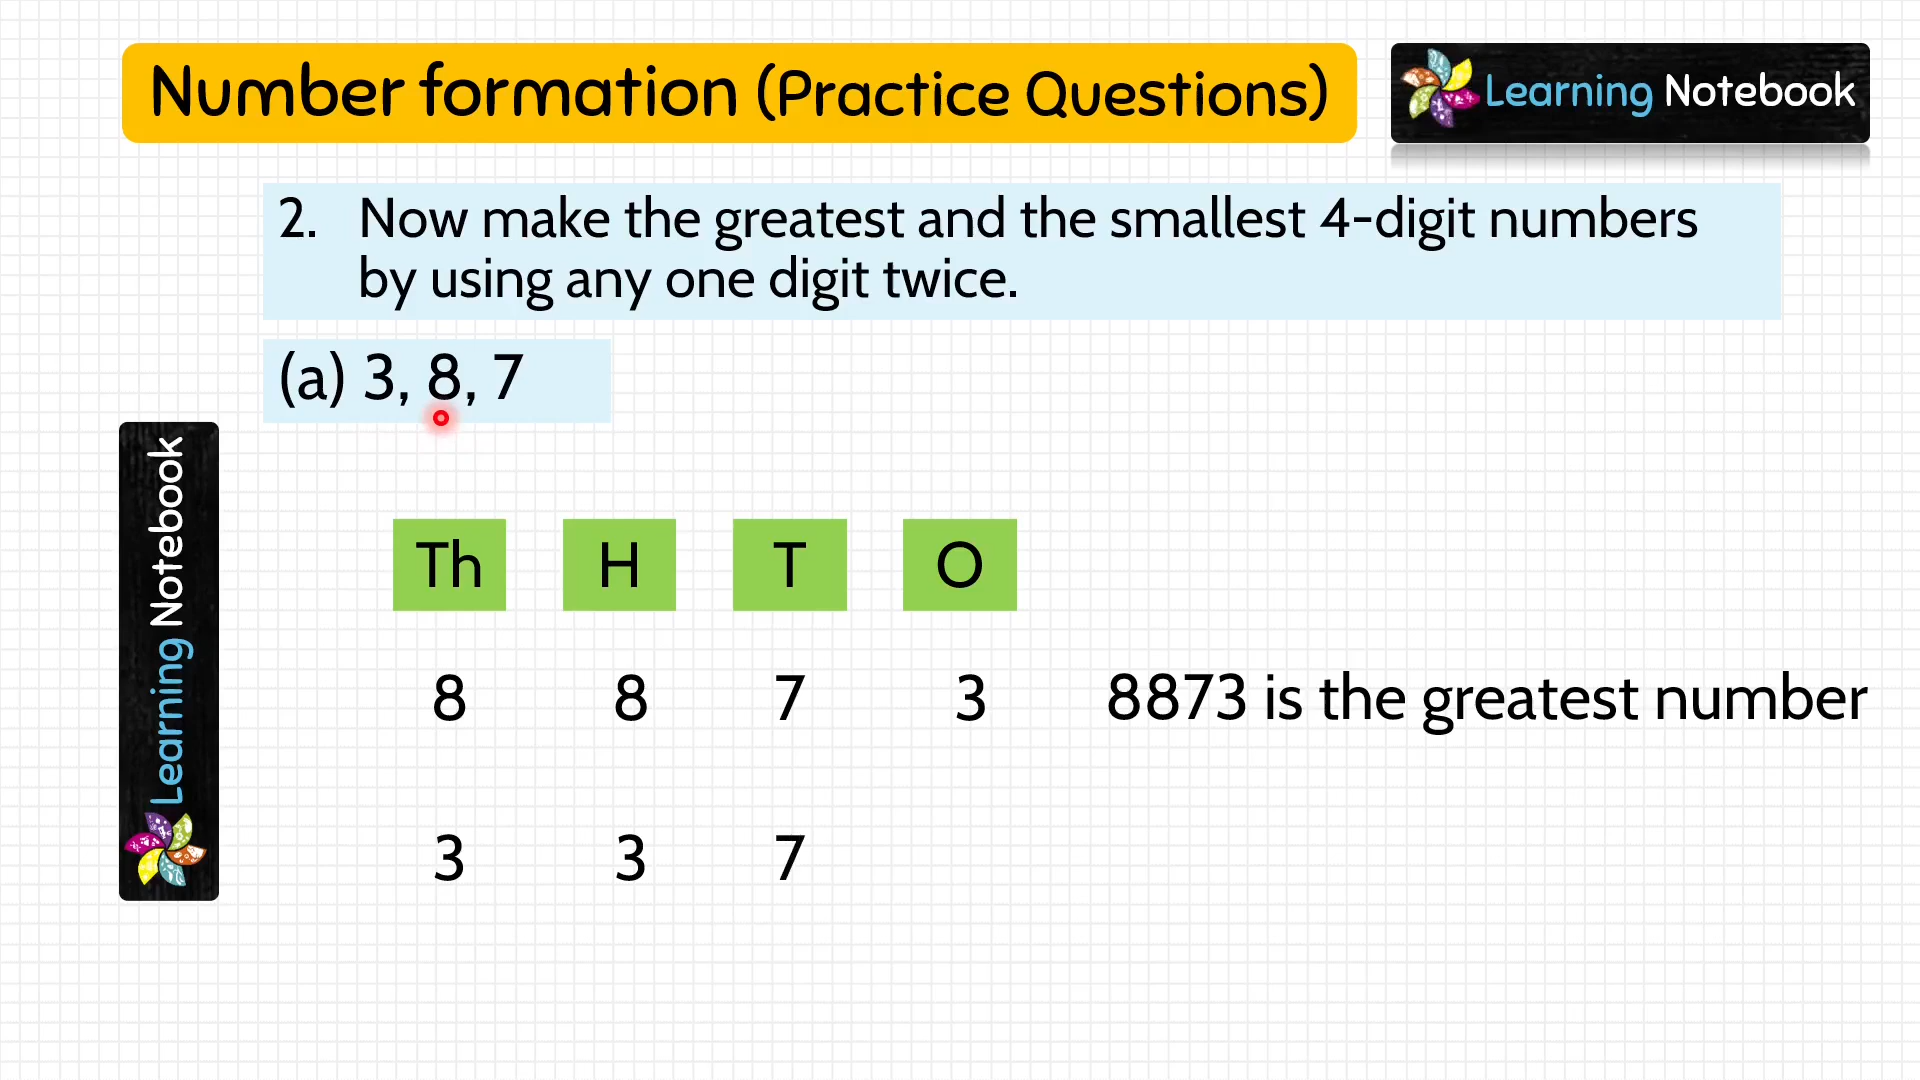 Number formation (Practice Questions)
Learning Notebook
2. Now make the greatest and the smallest 4-digit numbers
by using any one digit twice.
(a) 3, 8, 7
Learning Notebook
Th H T O
8 8 7 3 8873 is the greatest number
3 3 7